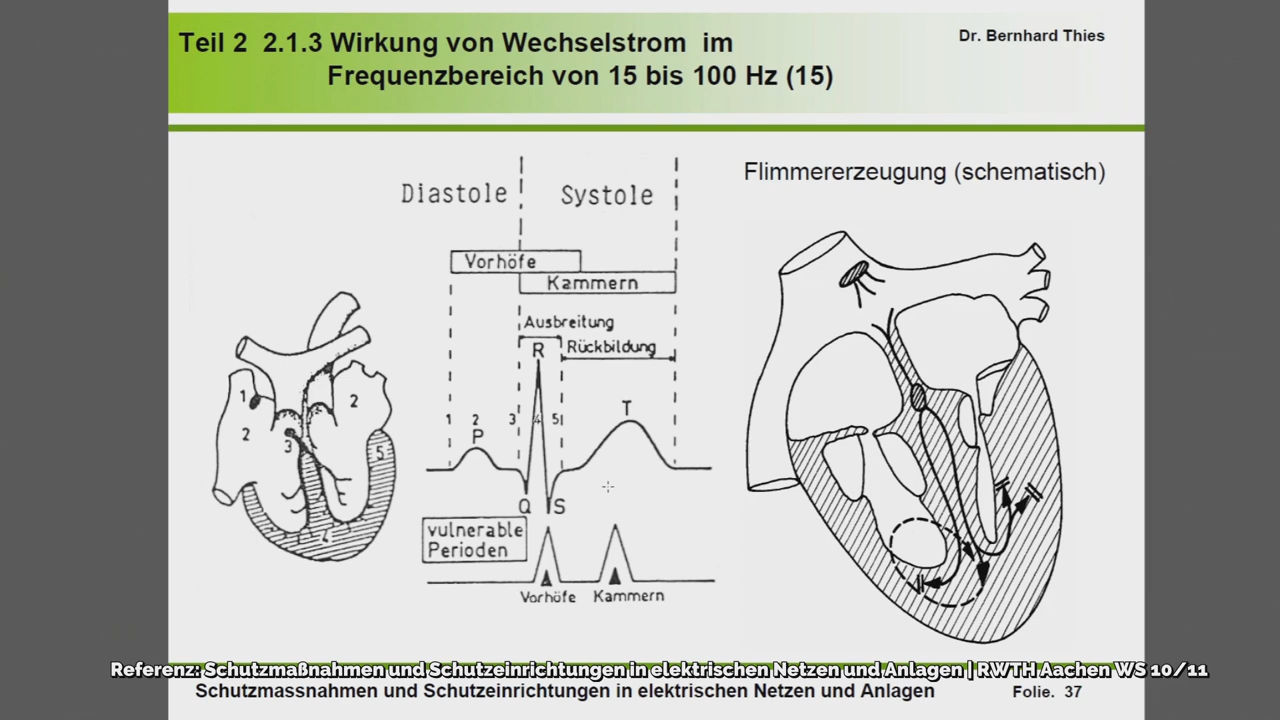 Teil 2 2.1.3 Wirkung von Wechselstrom im
Frequenzbereich von 15 bis 100 Hz (15)
Dr. Bernhard Thies
Flimmererzeugung (schematisch)
Diastole
Systole
Vorhöfe
Kammern
Ausbreitung
Rückbildung
R
1 2 3 4 5
P
T
Q
S
vulnerable
Perioden
Vorhöfe
Kammern
1
2
2
3
5
4
Referenz: Schutzmaßnahmen und Schutzeinrichtungen in elektrischen Netzen und Anlagen | RWTH Aachen WS 10/11
Schutzmassnahmen und Schutzeinrichtungen in elektrischen Netzen und Anlagen
Folie. 37